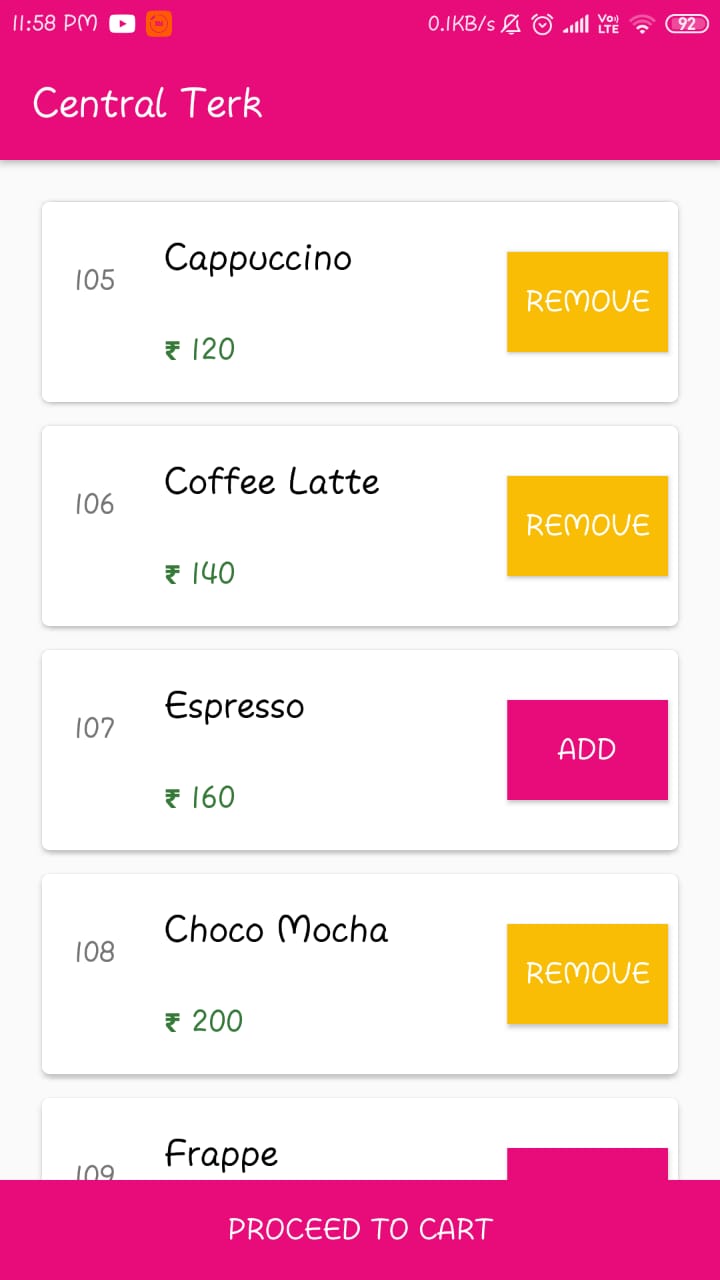 11:58 PM 0.1KB/s Vo)) LTE 92
Central Terk
Cappuccino
105
REMOVE
₹ 120
Coffee Latte
106
REMOVE
₹ 140
Espresso
107
ADD
₹ 160
Choco Mocha
108
REMOVE
₹ 200
Frappe
109
PROCEED TO CART